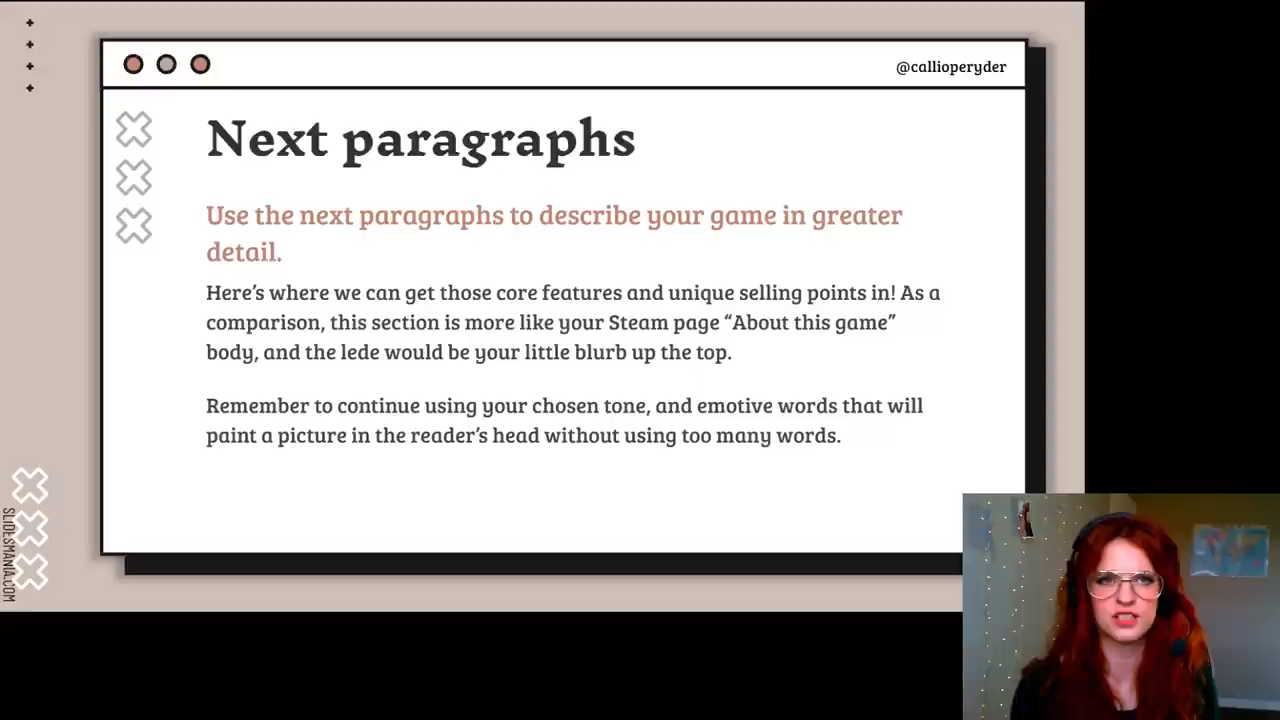 @callioperyder
Next paragraphs
Use the next paragraphs to describe your game in greater
detail.
Here’s where we can get those core features and unique selling points in! As a
comparison, this section is more like your Steam page “About this game”
body, and the lede would be your little blurb up the top.
Remember to continue using your chosen tone, and emotive words that will
paint a picture in the reader’s head without using too many words.
SLIDESMANIA.COM